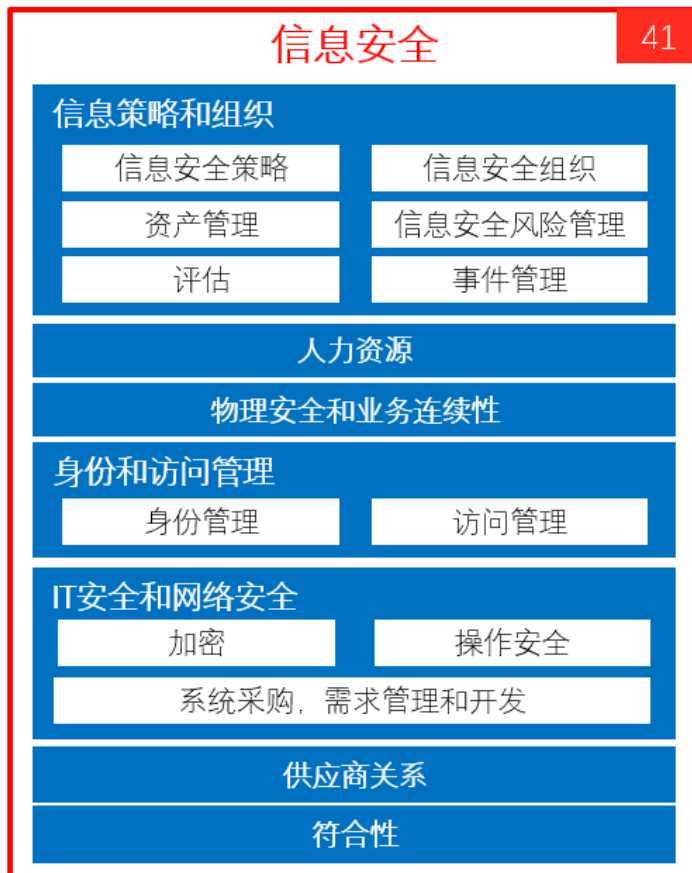 信息安全
41
信息策略和组织
信息安全策略
信息安全组织
资产管理
信息安全风险管理
评估
事件管理
人力资源
物理安全和业务连续性
身份和访问管理
身份管理
访问管理
IT安全和网络安全
加密
操作安全
系统采购，需求管理和开发
供应商关系
符合性